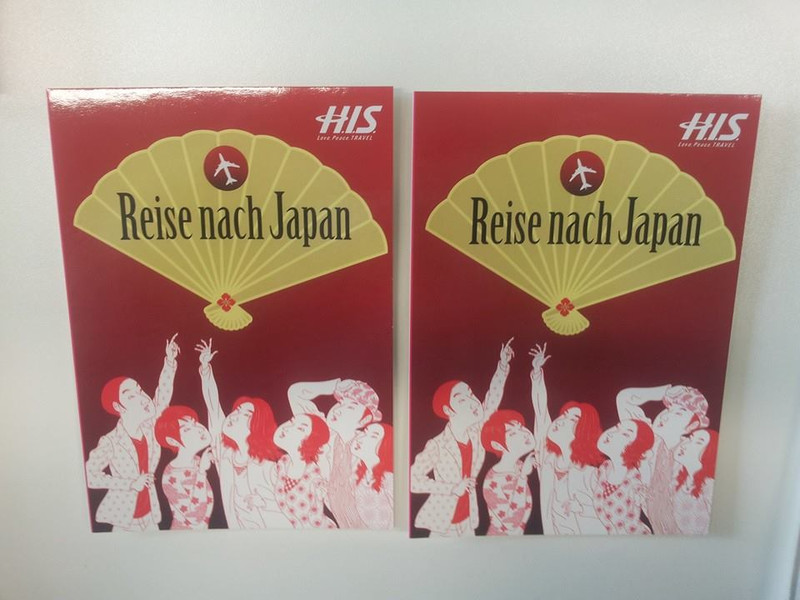 H.I.S.
Love Peace TRAVEL
Reise nach Japan
H.I.S.
Love Peace TRAVEL
Reise nach Japan